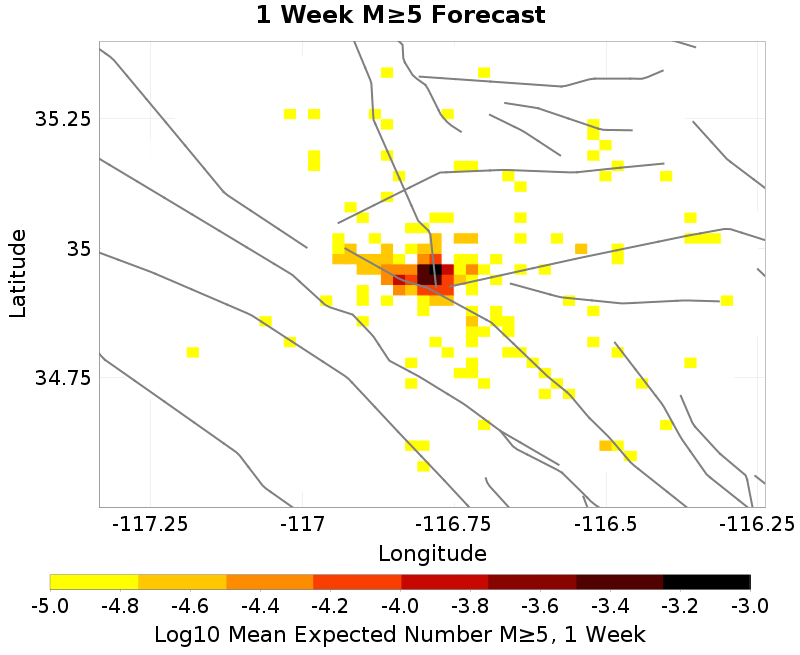 1 Week M≥5 Forecast
35.25
35
34.75
Latitude
-117.25 -117 -116.75 -116.5 -116.25
Longitude
-5.0 -4.8 -4.6 -4.4 -4.2 -4.0 -3.8 -3.6 -3.4 -3.2 -3.0
Log10 Mean Expected Number M≥5, 1 Week